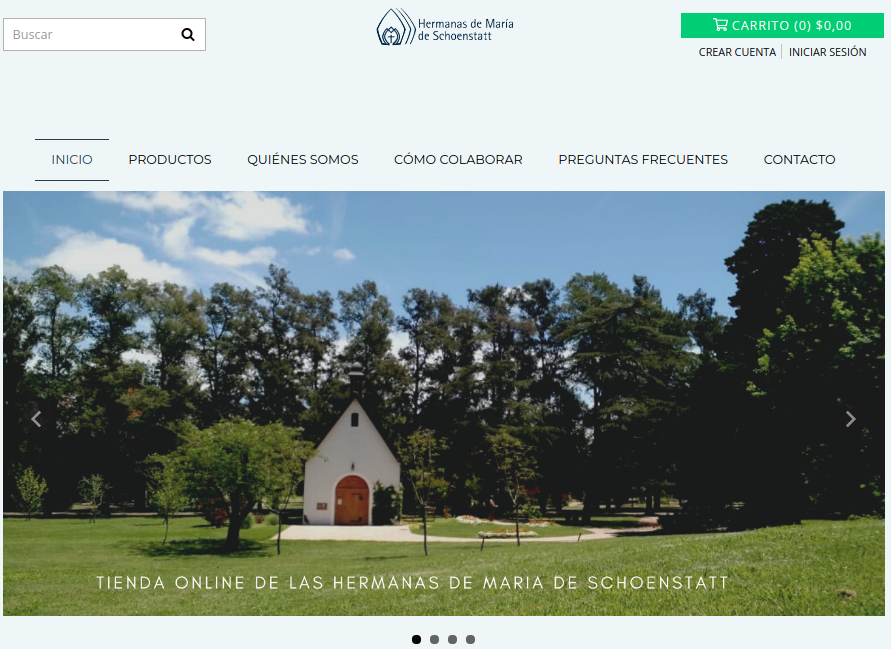 Buscar
Hermanas de María
de Schoenstatt
CARRITO (0) $0,00
CREAR CUENTA INICIAR SESIÓN
INICIO PRODUCTOS QUIÉNES SOMOS CÓMO COLABORAR PREGUNTAS FRECUENTES CONTACTO
TIENDA ONLINE DE LAS HERMANAS DE MARIA DE SCHOENSTATT